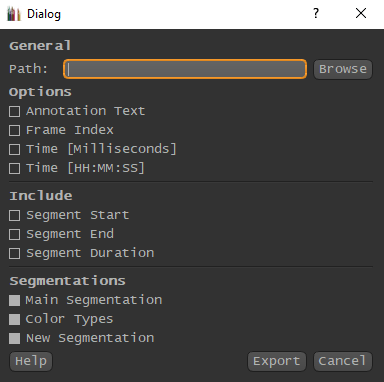 Dialog
General
Path: Browse
Options
Annotation Text
Frame Index
Time [Milliseconds]
Time [HH:MM:SS]
Include
Segment Start
Segment End
Segment Duration
Segmentations
Main Segmentation
Color Types
New Segmentation
Help Export Cancel